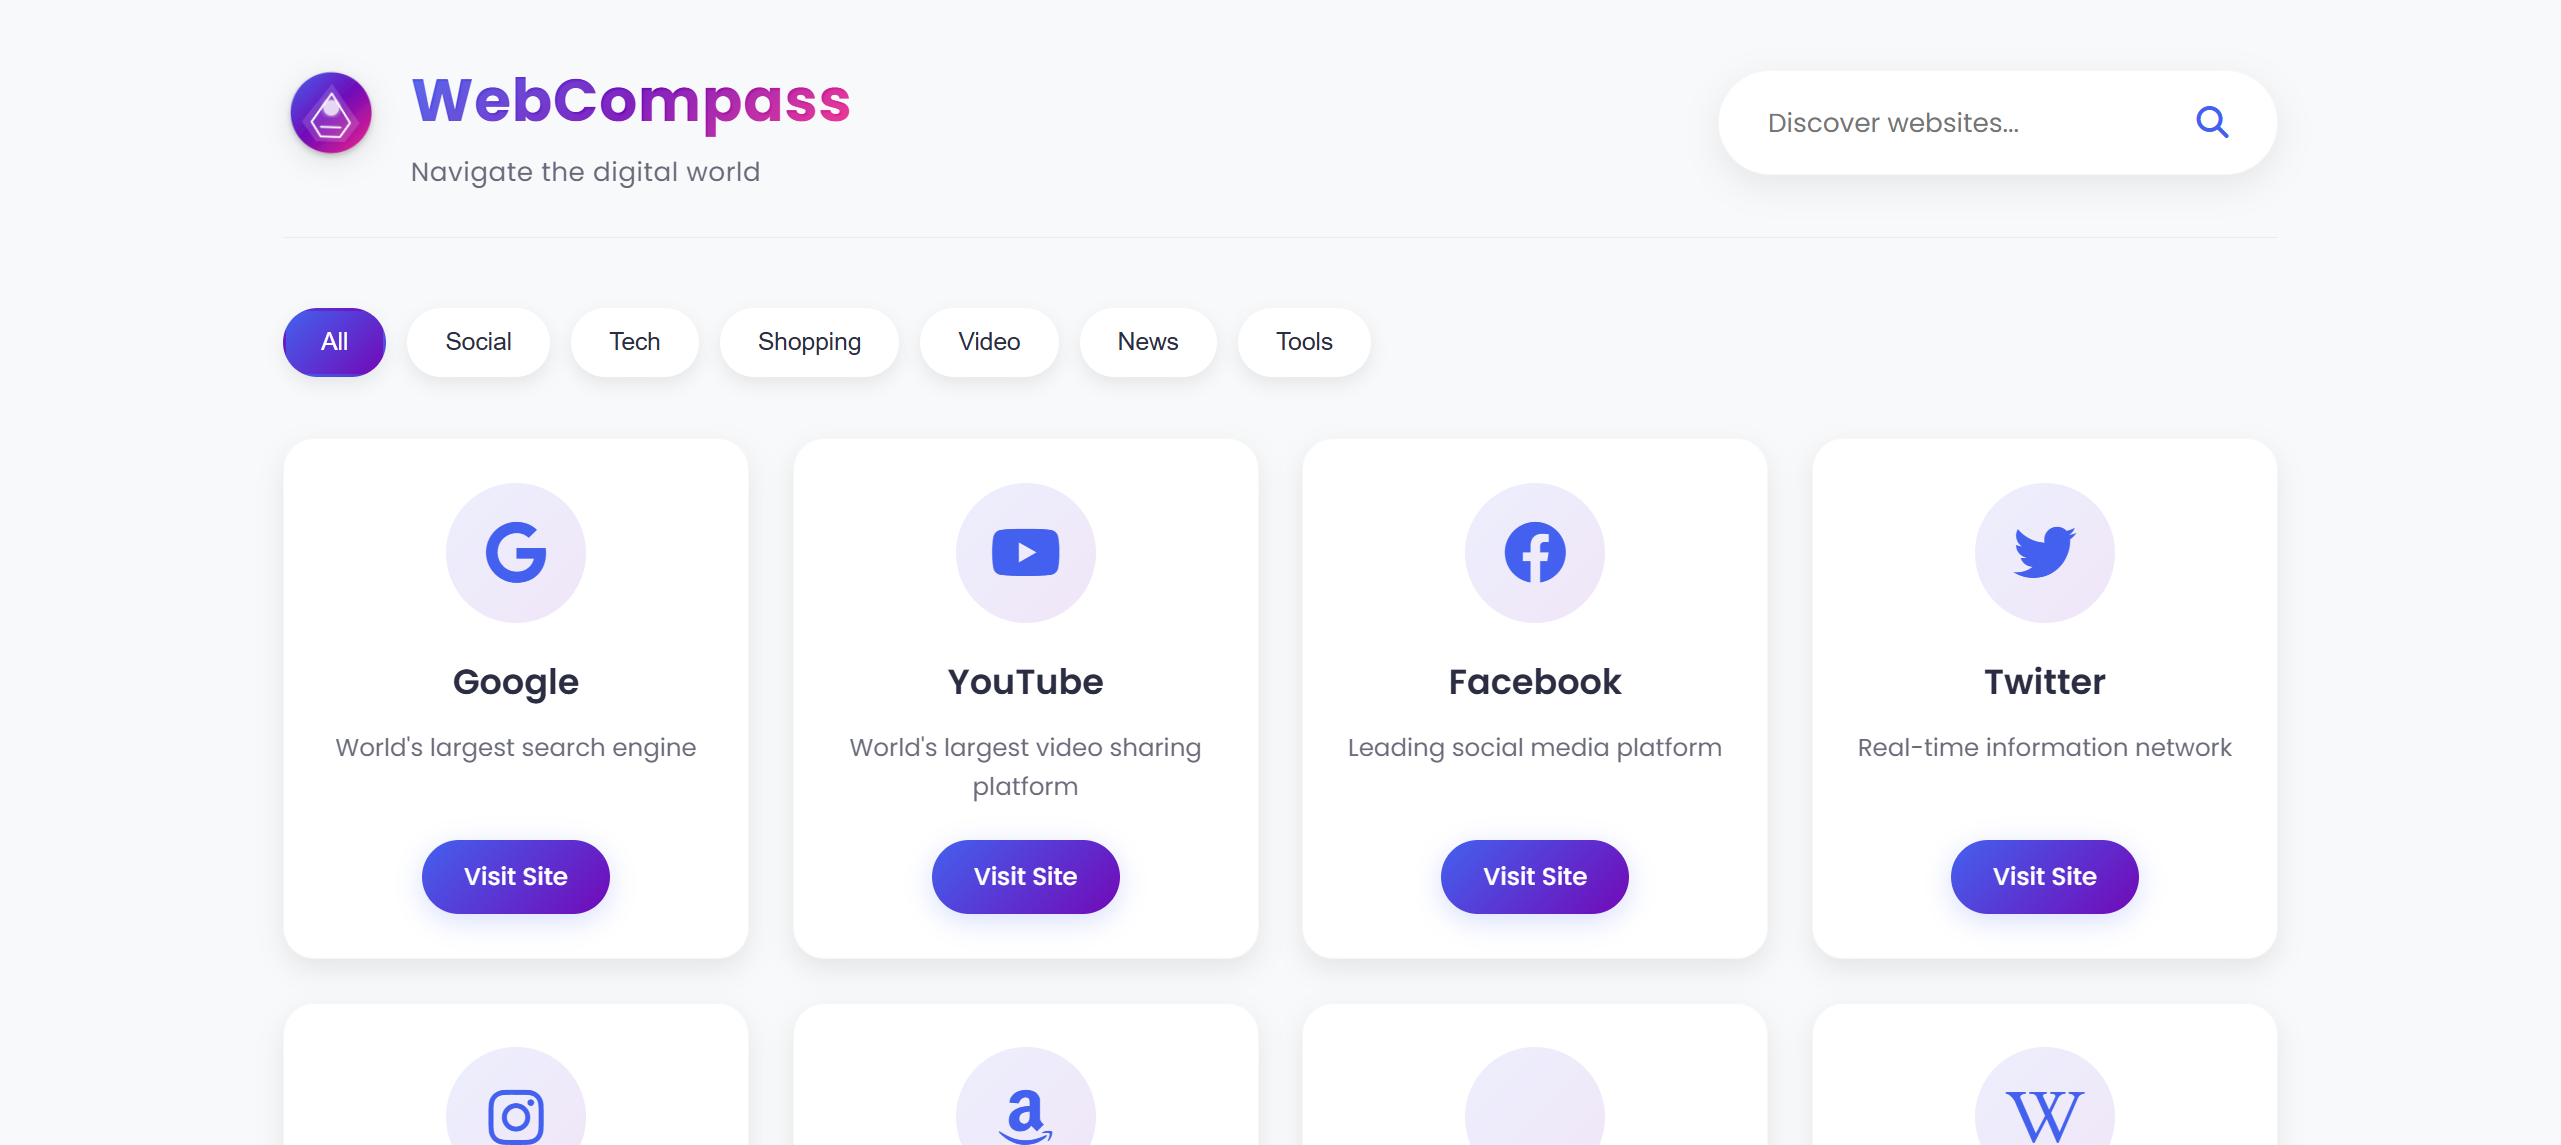 WebCompass
Navigate the digital world
Discover websites...
All
Social
Tech
Shopping
Video
News
Tools
Google
World's largest search engine
Visit Site
YouTube
World's largest video sharing
platform
Visit Site
Facebook
Leading social media platform
Visit Site
Twitter
Real-time information network
Visit Site